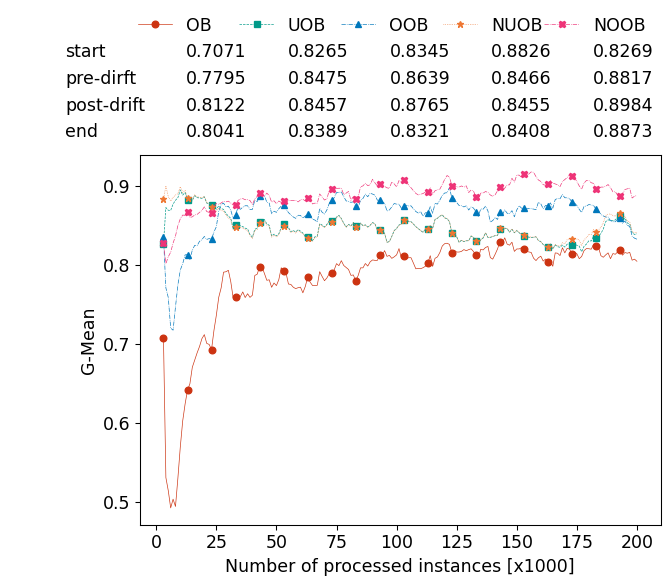 OB UOB OOB NUOB NOOB
start 0.7071 0.8265 0.8345 0.8826 0.8269
pre-dirft 0.7795 0.8475 0.8639 0.8466 0.8817
post-drift 0.8122 0.8457 0.8765 0.8455 0.8984
end 0.8041 0.8389 0.8321 0.8408 0.8873
0.9
0.8
0.7
0.6
0.5
G-Mean
0 25 50 75 100 125 150 175 200
Number of processed instances [x1000]